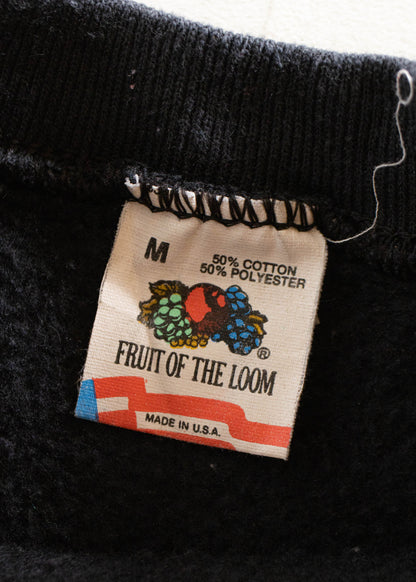 M
50% COTTON
50% POLYESTER
®
FRUIT OF THE LOOM
MADE IN U.S.A.